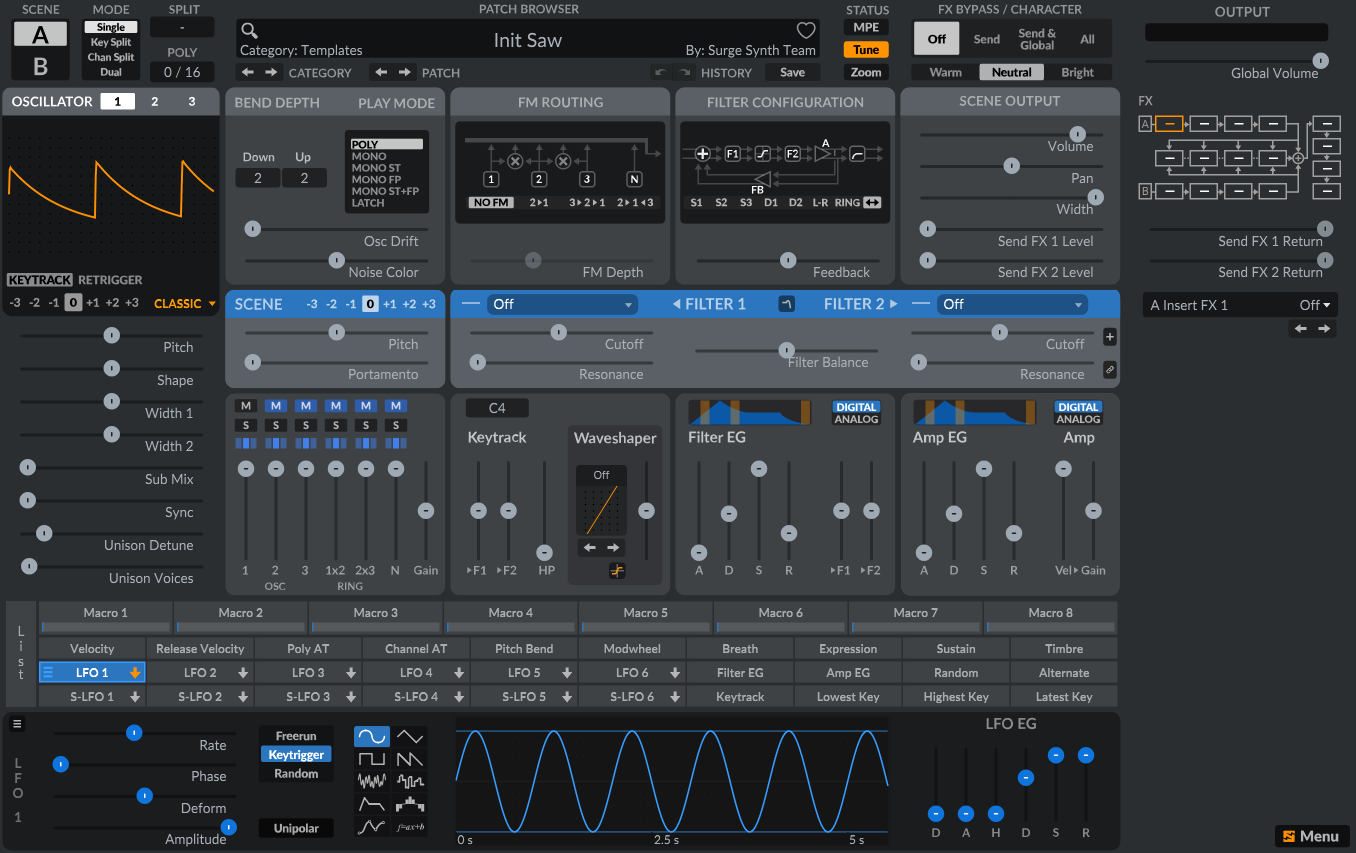 SCENE
A
B
MODE
Single
Key Split
Chan Split
Dual
SPLIT
-
POLY
0 / 16
PATCH BROWSER
Init Saw
Category: Templates
By: Surge Synth Team
CATEGORY
PATCH
HISTORY
Save
STATUS
MPE
Tune
Zoom
FX BYPASS / CHARACTER
Off
Send
Send &
Global
All
Warm
Neutral
Bright
OUTPUT
Global Volume
OSCILLATOR 1 2 3
KEYTRACK RETRIGGER
-3 -2 -1 0 +1 +2 +3 CLASSIC
Pitch
Shape
Width 1
Width 2
Sub Mix
Sync
Unison Detune
Unison Voices
BEND DEPTH
Down Up
2 2
PLAY MODE
POLY
MONO
MONO ST
MONO FP
MONO ST+FP
LATCH
Osc Drift
Noise Color
FM ROUTING
1 2 3 N
NO FM 2▸1 3▸2▸1 2▸1◂3
FM Depth
FILTER CONFIGURATION
A
F1 F2
FB
S1 S2 S3 D1 D2 L-R RING
Feedback
SCENE OUTPUT
Volume
Pan
Width
Send FX 1 Level
Send FX 2 Level
FX
A
B
Send FX 1 Return
Send FX 2 Return
A Insert FX 1 Off
SCENE -3 -2 -1 0 +1 +2 +3
Pitch
Portamento
Off
FILTER 1
FILTER 2
Off
Cutoff
Resonance
Filter Balance
Cutoff
Resonance
M M M M M M
S S S S S S
1 2 3 1x2 2x3 N Gain
OSC RING
C4
Keytrack
▸F1 ▸F2 HP
Waveshaper
Off
DIGITAL
ANALOG
Filter EG
A D S R ▸F1 ▸F2
DIGITAL
ANALOG
Amp EG
Amp
A D S R Vel▸Gain
List
Macro 1 Macro 2 Macro 3 Macro 4 Macro 5 Macro 6 Macro 7 Macro 8
Velocity Release Velocity Poly AT Channel AT Pitch Bend Modwheel Breath Expression Sustain Timbre
LFO 1 LFO 2 LFO 3 LFO 4 LFO 5 LFO 6 Filter EG Amp EG Random Alternate
S-LFO 1 S-LFO 2 S-LFO 3 S-LFO 4 S-LFO 5 S-LFO 6 Keytrack Lowest Key Highest Key Latest Key
LFO 1
Rate
Phase
Deform
Amplitude
Freerun
Keytrigger
Random
Unipolar
f=ax+b
0 s 2.5 s 5 s
LFO EG
D A H D S R
Menu